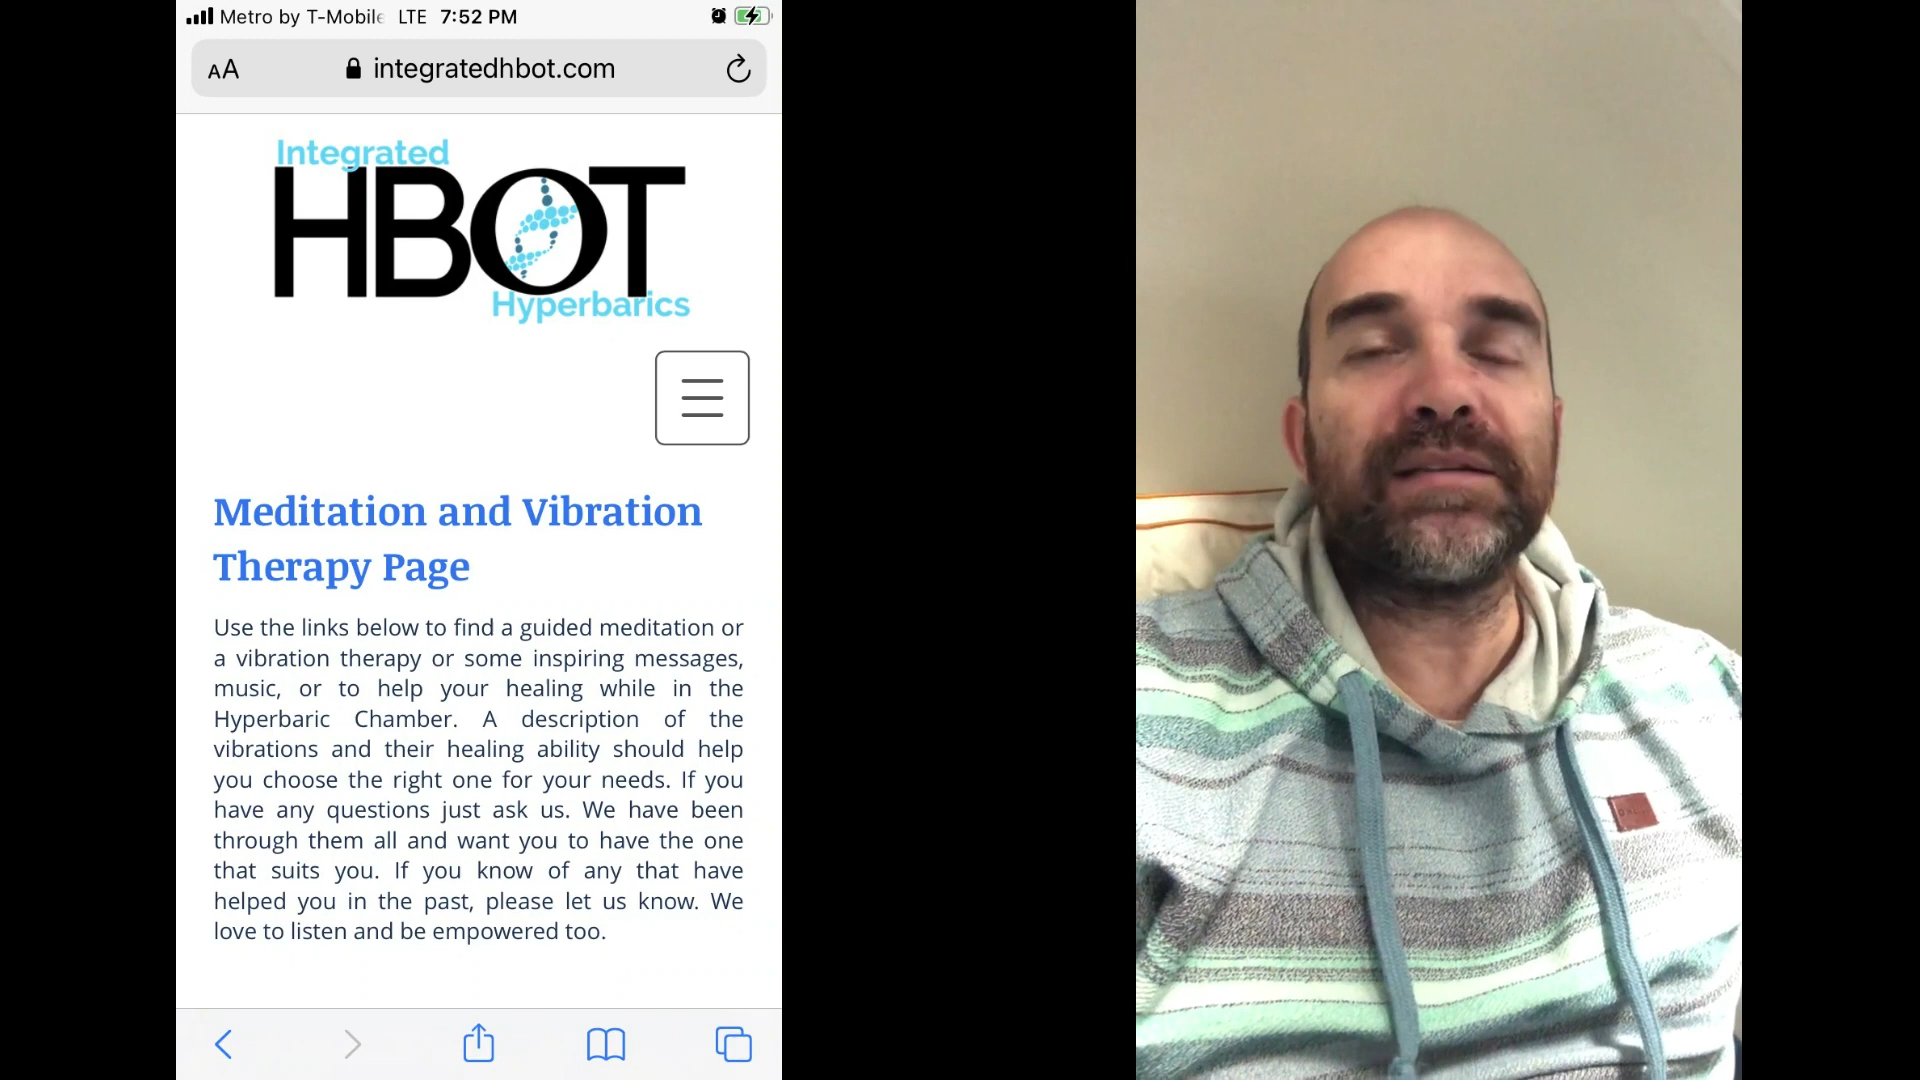 Metro by T-Mobile LTE 7:52 PM
AA integratedhbot.com
Integrated
HBOT
Hyperbarics
Meditation and Vibration
Therapy Page
Use the links below to find a guided meditation or
a vibration therapy or some inspiring messages,
music, or to help your healing while in the
Hyperbaric Chamber. A description of the
vibrations and their healing ability should help
you choose the right one for your needs. If you
have any questions just ask us. We have been
through them all and want you to have the one
that suits you. If you know of any that have
helped you in the past, please let us know. We
love to listen and be empowered too.